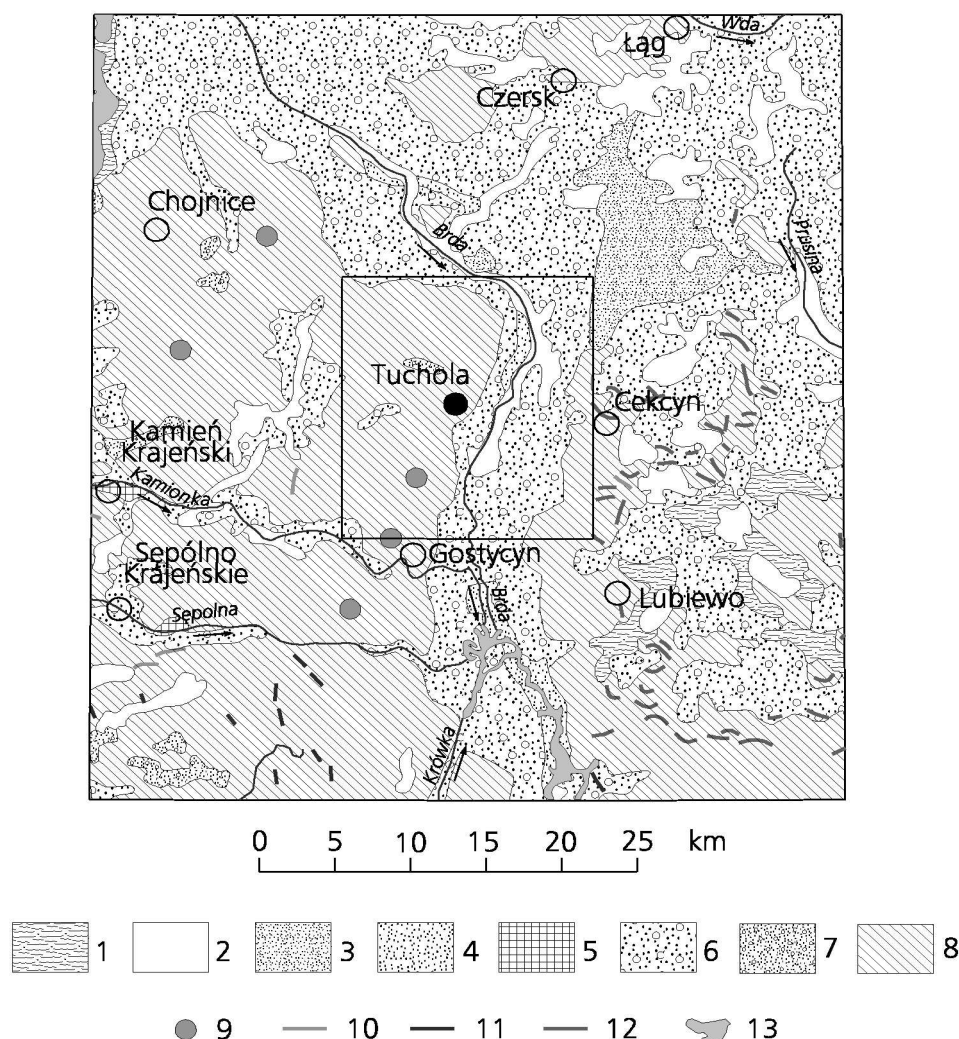 Wda
Łąg
Czersk
Chojnice
Brda
Prusina
Tuchola
Cekcyn
Kamień
Krajeński
Kamionka
Sępólno
Krajeńskie
Gostycyn
Sępolna
Brda
Lubiewo
Krówka
0 5 10 15 20 25 km
1 2 3 4 5 6 7 8
9 10 11 12 13